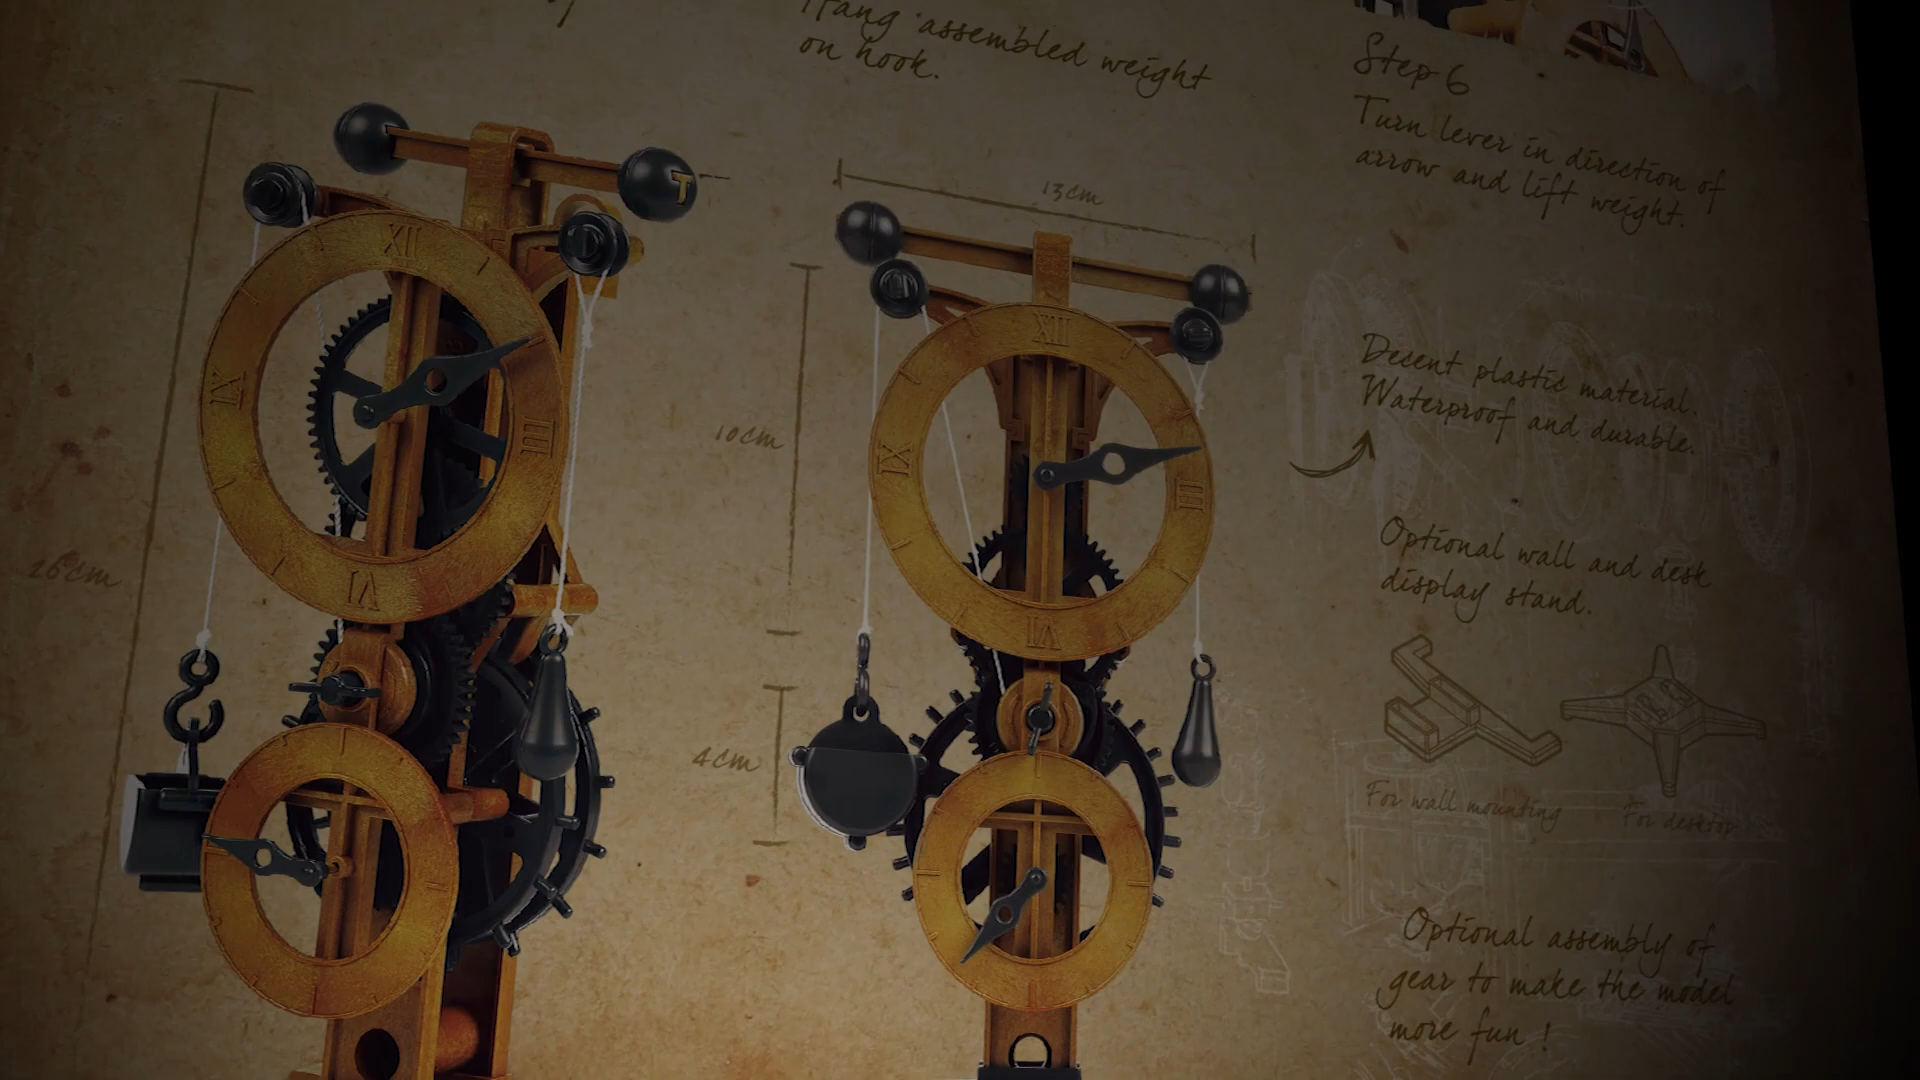 Hang assembled weight
on hook.
Step 6
Turn lever in direction of
arrow and lift weight.
13cm
T
XII
III
VI
IX
XII
III
VI
IX
10cm
26cm
4cm
Decent plastic material.
Waterproof and durable.
Optional wall and desk
display stand.
For wall mounting
For desktop
Optional assembly of
gear to make the model
more fun !